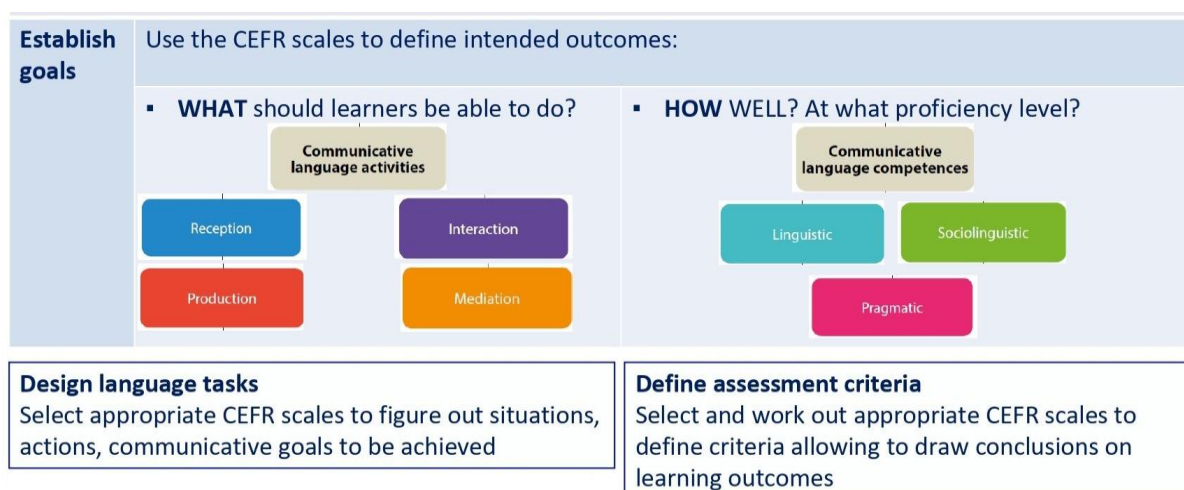 Establish goals
Use the CEFR scales to define intended outcomes:
▪ WHAT should learners be able to do?
Communicative
language activities
Reception
Interaction
Production
Mediation
▪ HOW WELL? At what proficiency level?
Communicative
language competences
Linguistic
Sociolinguistic
Pragmatic
Design language tasks
Select appropriate CEFR scales to figure out situations,
actions, communicative goals to be achieved
Define assessment criteria
Select and work out appropriate CEFR scales to
define criteria allowing to draw conclusions on
learning outcomes